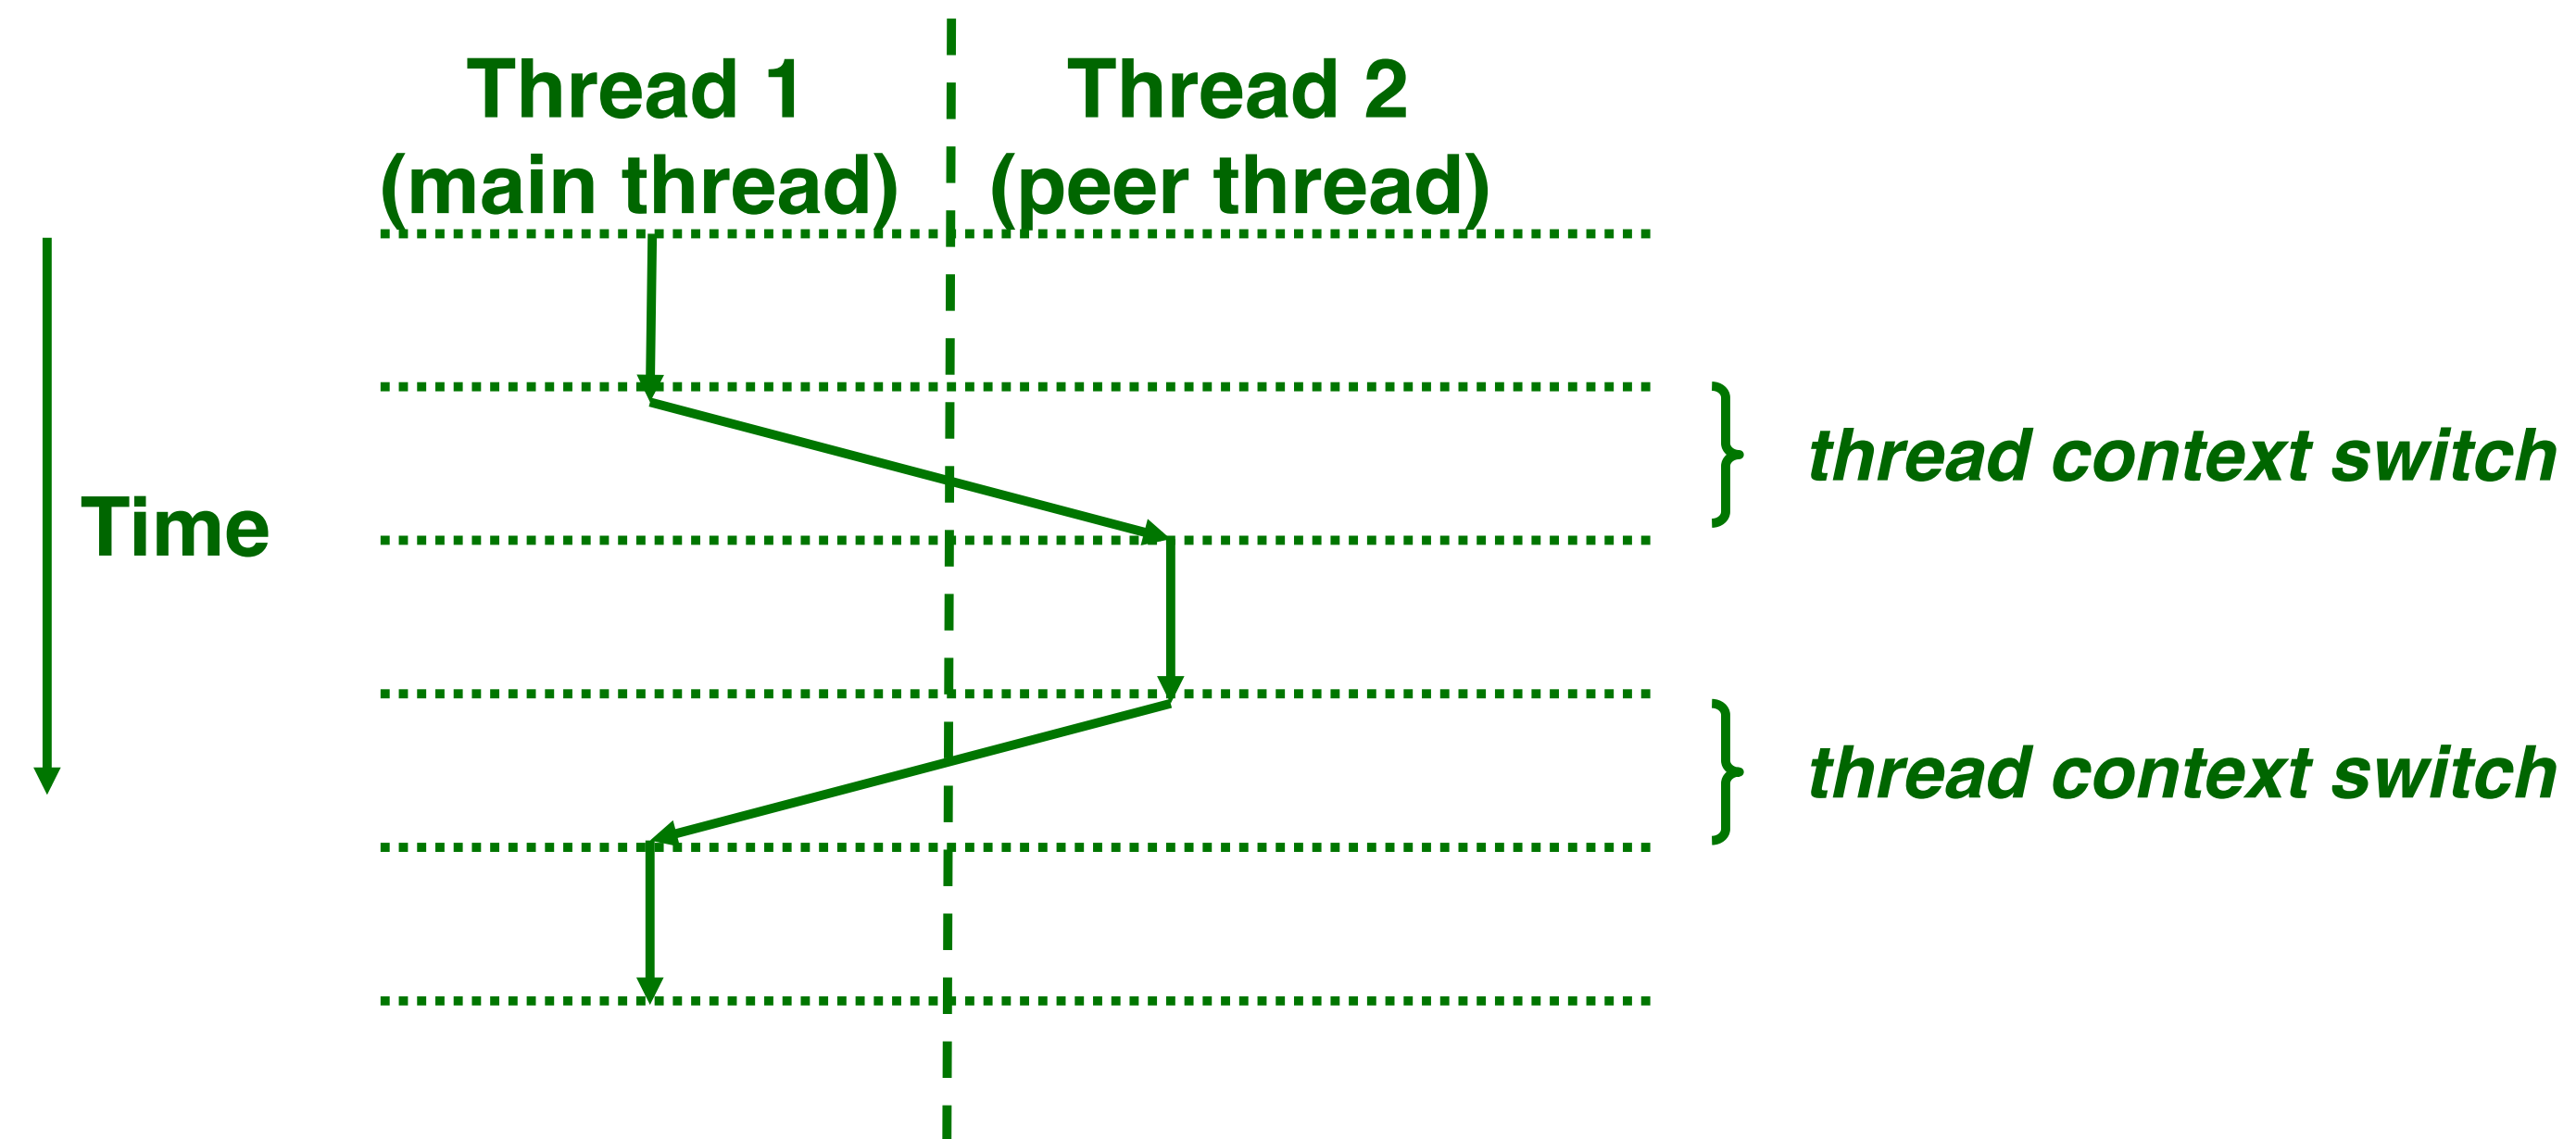 Thread 1
(main thread)
Thread 2
(peer thread)
thread context switch
Time
thread context switch